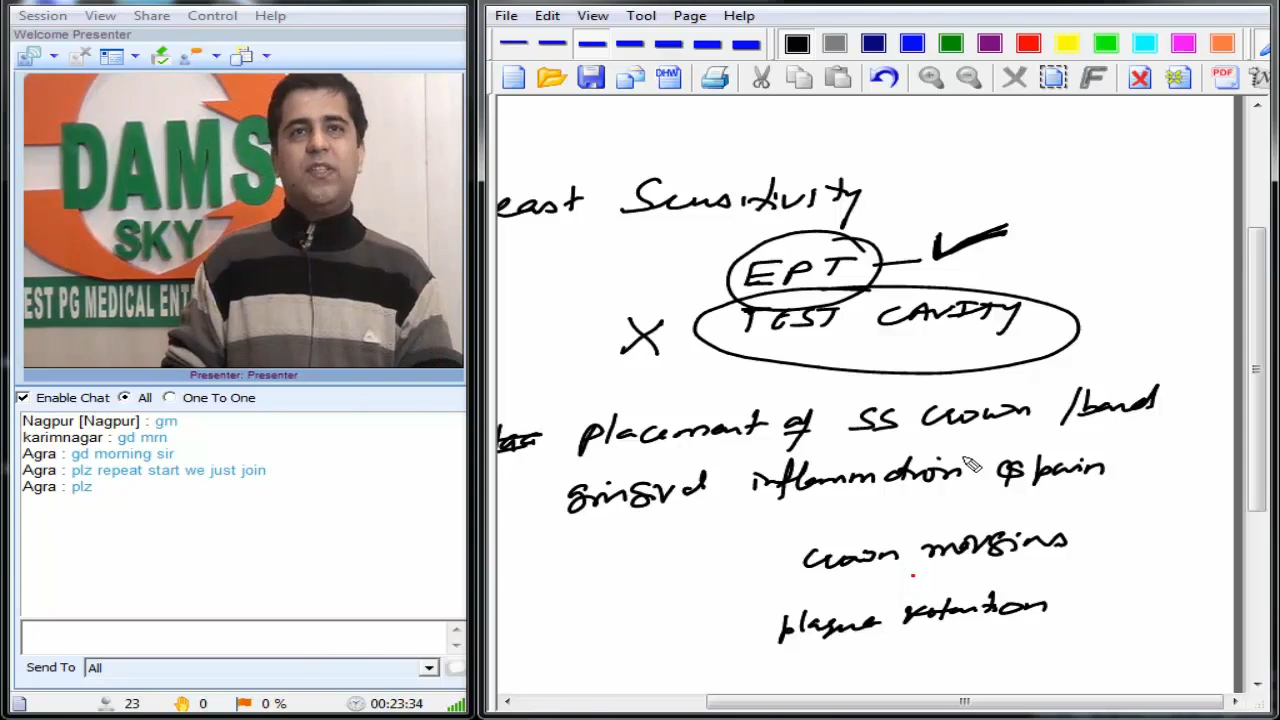 Session View Share Control Help
Welcome Presenter
DAMS
SKY
EST PG MEDICAL ENT
Presenter: Presenter
Enable Chat All One To One
Nagpur [Nagpur] : gm
karimnagar : gd mrn
Agra : gd morning sir
Agra : plz repeat start we just join
Agra : plz
Send To All
23 0 0 % 00:23:34
File Edit View Tool Page Help
DHW
PDF
east Sensitivity
EPT
X TEST CAVITY
placement of SS crown /band
gingival inflammation & pain
crown margins
plaque retention